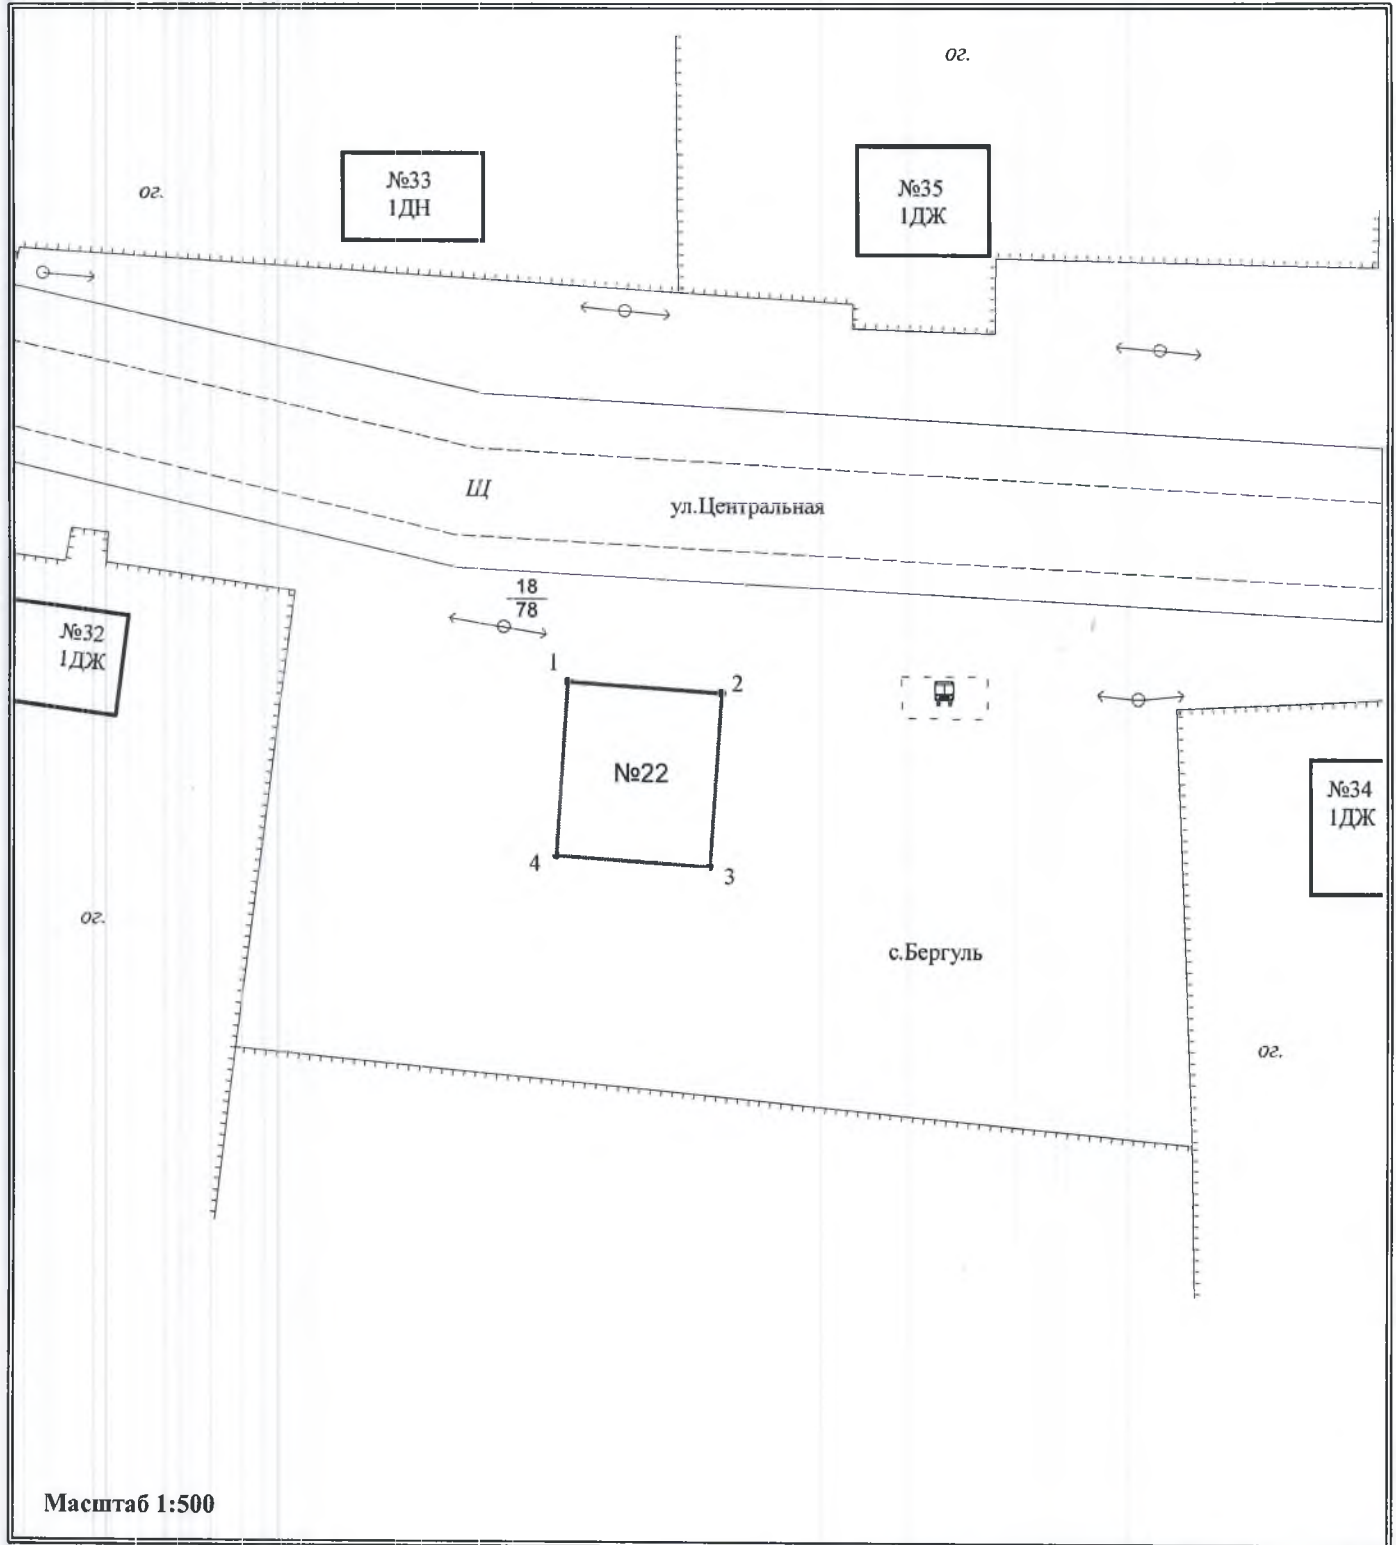 ог.
№33
1ДН
№35
1ДЖ
ог.
Щ
ул.Центральная
18
78
№32
1ДЖ
1
2
№22
№34
1ДЖ
4
3
ог.
с.Бергуль
ог.
Масштаб 1:500